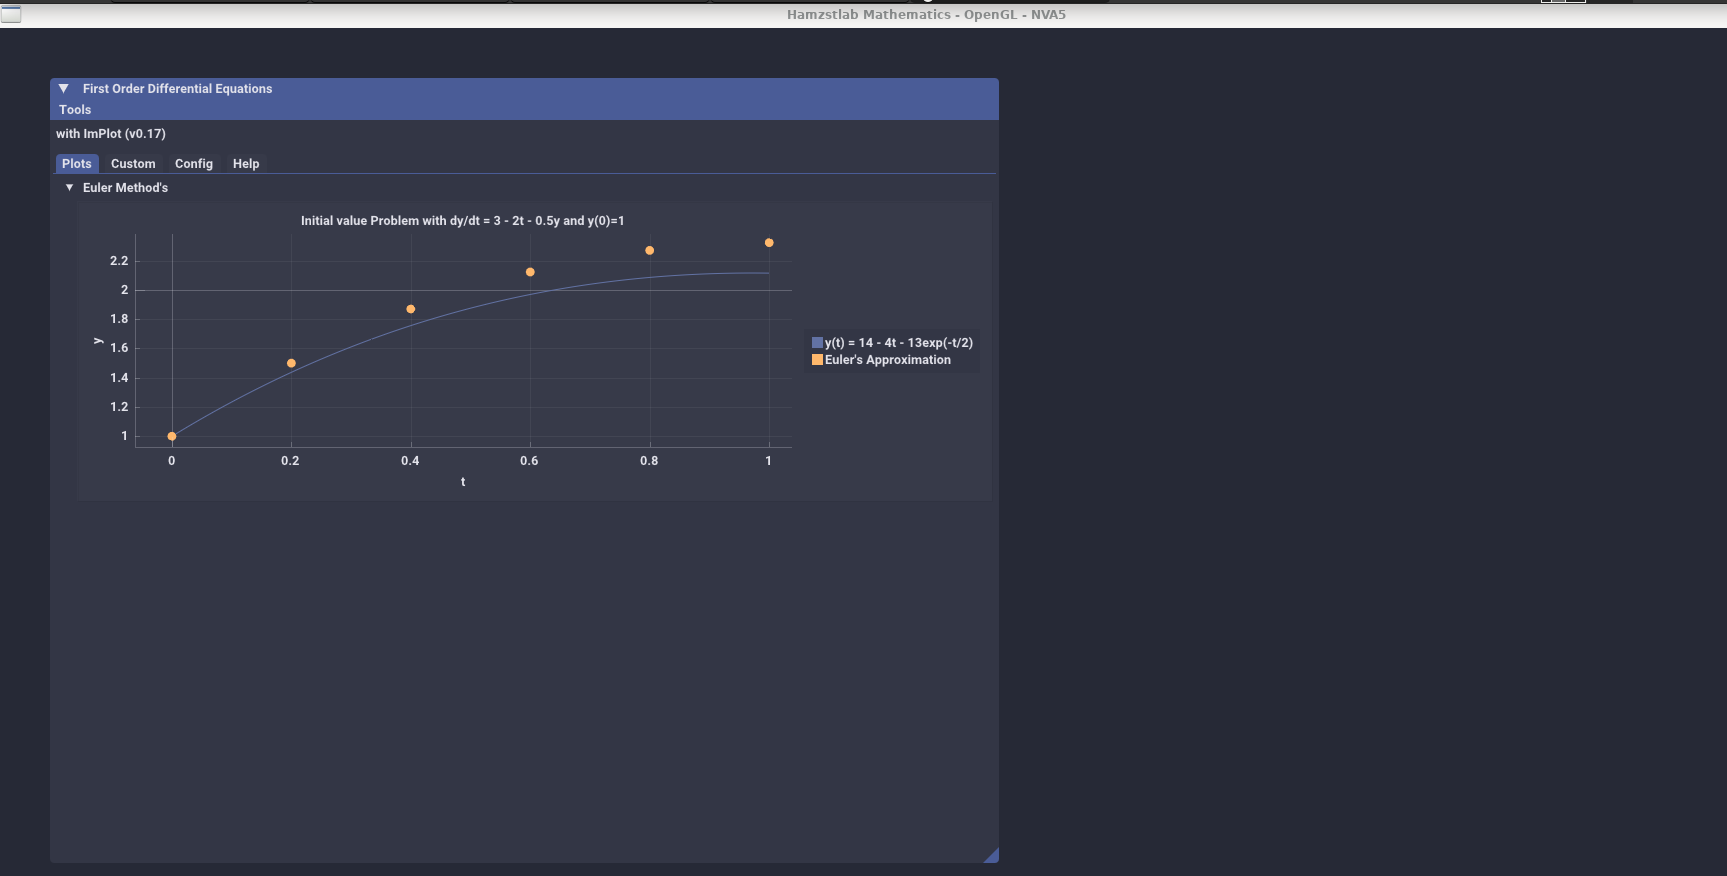 Hamzstlab Mathematics - OpenGL - NVA5
First Order Differential Equations
Tools
with ImPlot (v0.17)
Plots Custom Config Help
Euler Method's
Initial value Problem with dy/dt = 3 - 2t - 0.5y and y(0)=1
2.2
2
1.8
1.6
1.4
1.2
1
y
0 0.2 0.4 0.6 0.8 1
t
y(t) = 14 - 4t - 13exp(-t/2)
Euler's Approximation